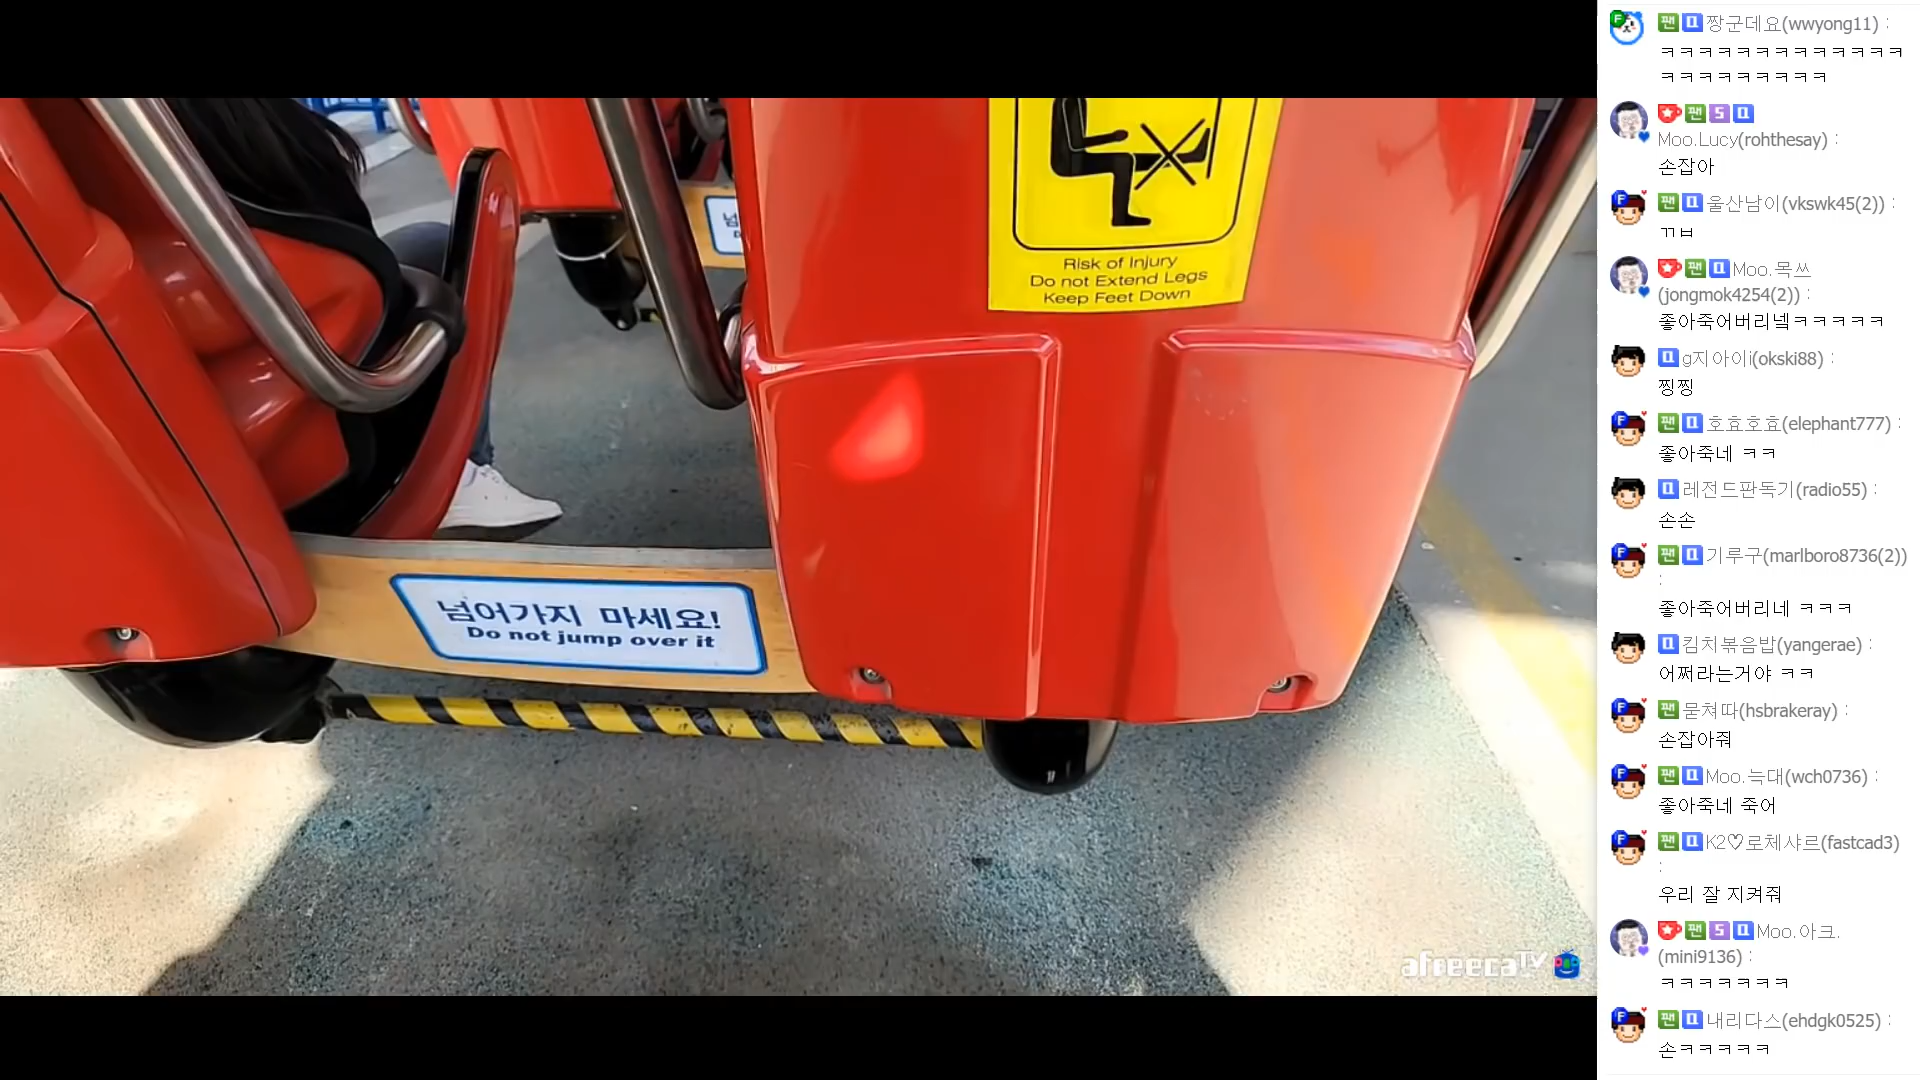 Risk of Injury
Do not Extend Legs
Keep Feet Down
넘어가지 마세요!
Do not jump over it
afreecaTV
짱군데요(wwyong11) :
ㅋㅋㅋㅋㅋㅋㅋㅋㅋㅋㅋㅋㅋ
ㅋㅋㅋㅋㅋㅋㅋㅋㅋ
Moo.Lucy(rohthesay) :
손잡아
울산남이(vkswk45(2)) :
ㄲㅂ
Moo.목쓰
(jongmok4254(2)) :
좋아죽어버리넼ㅋㅋㅋㅋㅋ
g지아이i(okski88) :
찡찡
호효호효(elephant777) :
좋아죽네 ㅋㅋ
레전드판독기(radio55) :
손손
기루구(marlboro8736(2))
:
좋아죽어버리네 ㅋㅋㅋ
킴치볶음밥(yangerae) :
어쩌라는거야 ㅋㅋ
묻쳐따(hsbrakeray) :
손잡아줘
Moo.늑대(wch0736) :
좋아죽네 죽어
K2♡로체샤르(fastcad3)
:
우리 잘 지켜줘
Moo.아크.
(mini9136) :
ㅋㅋㅋㅋㅋㅋㅋ
내리다스(ehdgk0525) :
손ㅋㅋㅋㅋㅋ